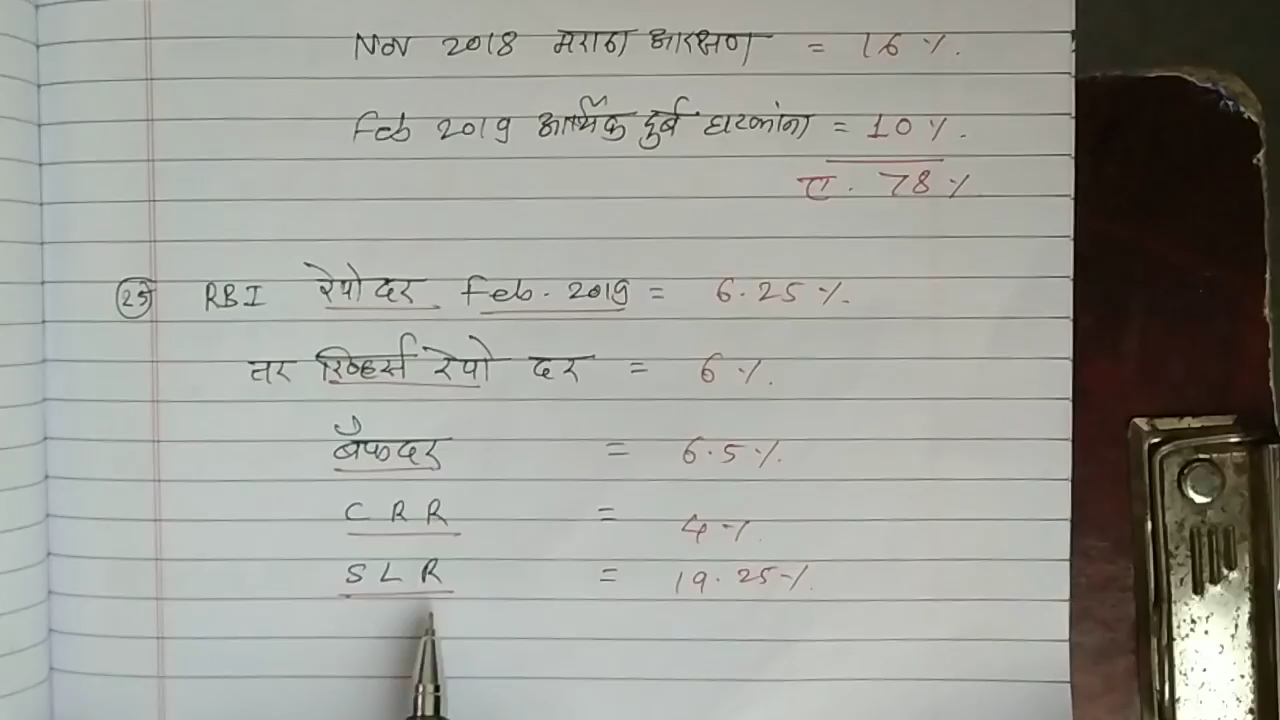 Nov 2018 मराठा आरक्षण = 16%.
Feb 2019 आर्थिक दुर्ब घटकांना = 10%.
ए. 78%
25 RBI रेपो दर Feb. 2019 = 6.25%.
तर रिव्हर्स रेपो दर = 6%.
बँकदर = 6.5%.
CRR = 4%.
SLR = 19.25%.